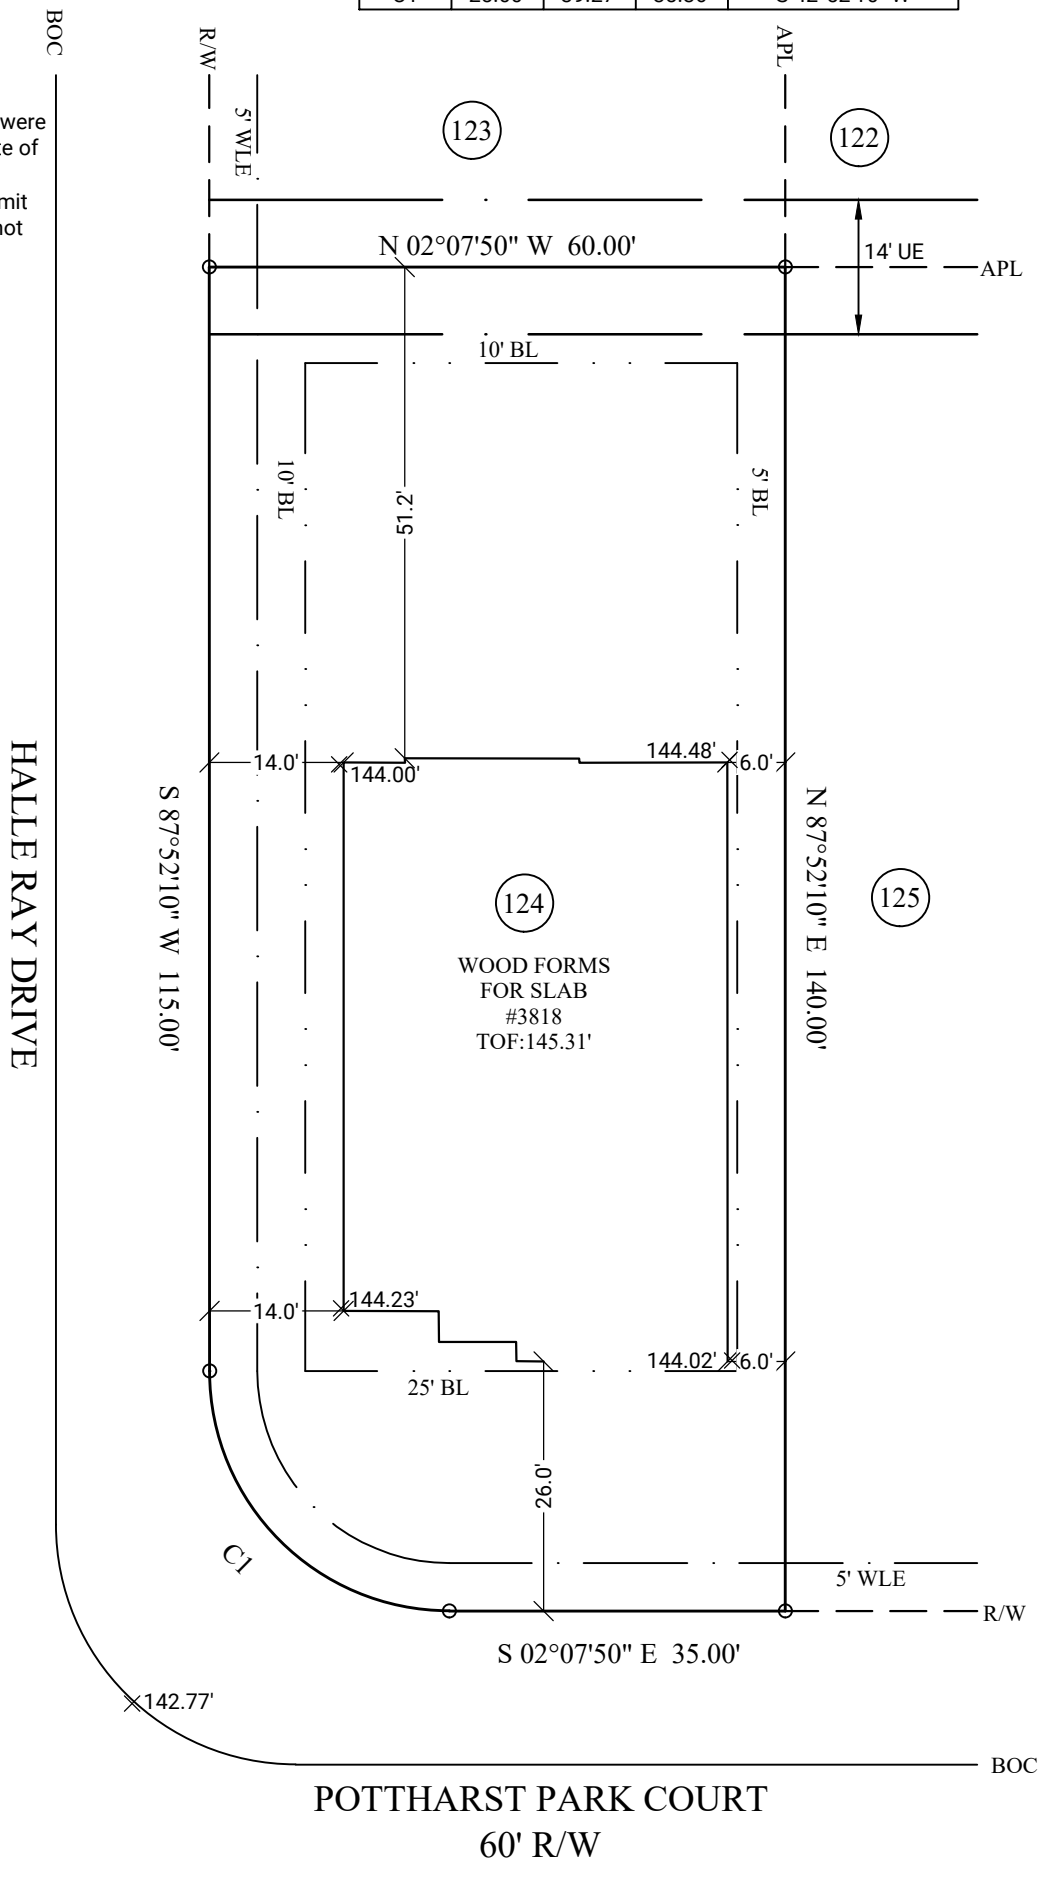 BOC
R/W
APL
were
te of
mit
not
5' WLE
123
122
N 02°07'50" W 60.00'
14' UE
APL
10' BL
10' BL
5' BL
51.2'
14.0'
144.00'
144.48'
6.0'
HALLE RAY DRIVE
S 87°52'10" W 115.00'
N 87°52'10" E 140.00'
124
125
WOOD FORMS
FOR SLAB
#3818
TOF:145.31'
14.0'
144.23'
144.02'
6.0'
25' BL
26.0'
C1
5' WLE
R/W
S 02°07'50" E 35.00'
142.77'
BOC
POTTHARST PARK COURT
60' R/W